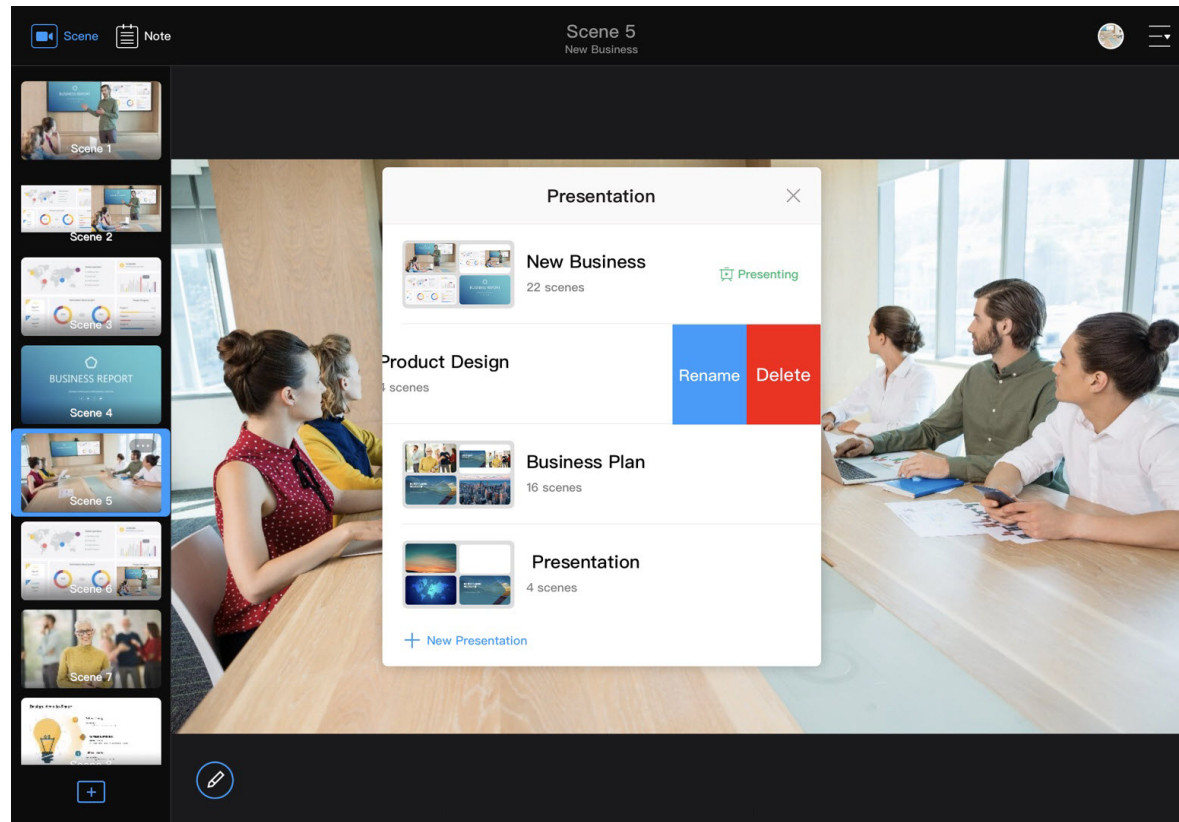 Scene
Note
Scene 5
New Business
Scene 1
Scene 2
Scene 3
BUSINESS REPORT
Scene 4
Scene 5
Scene 6
Scene 7
Presentation
New Business
22 scenes
Presenting
Product Design
scenes
Rename
Delete
Business Plan
16 scenes
Presentation
4 scenes
New Presentation